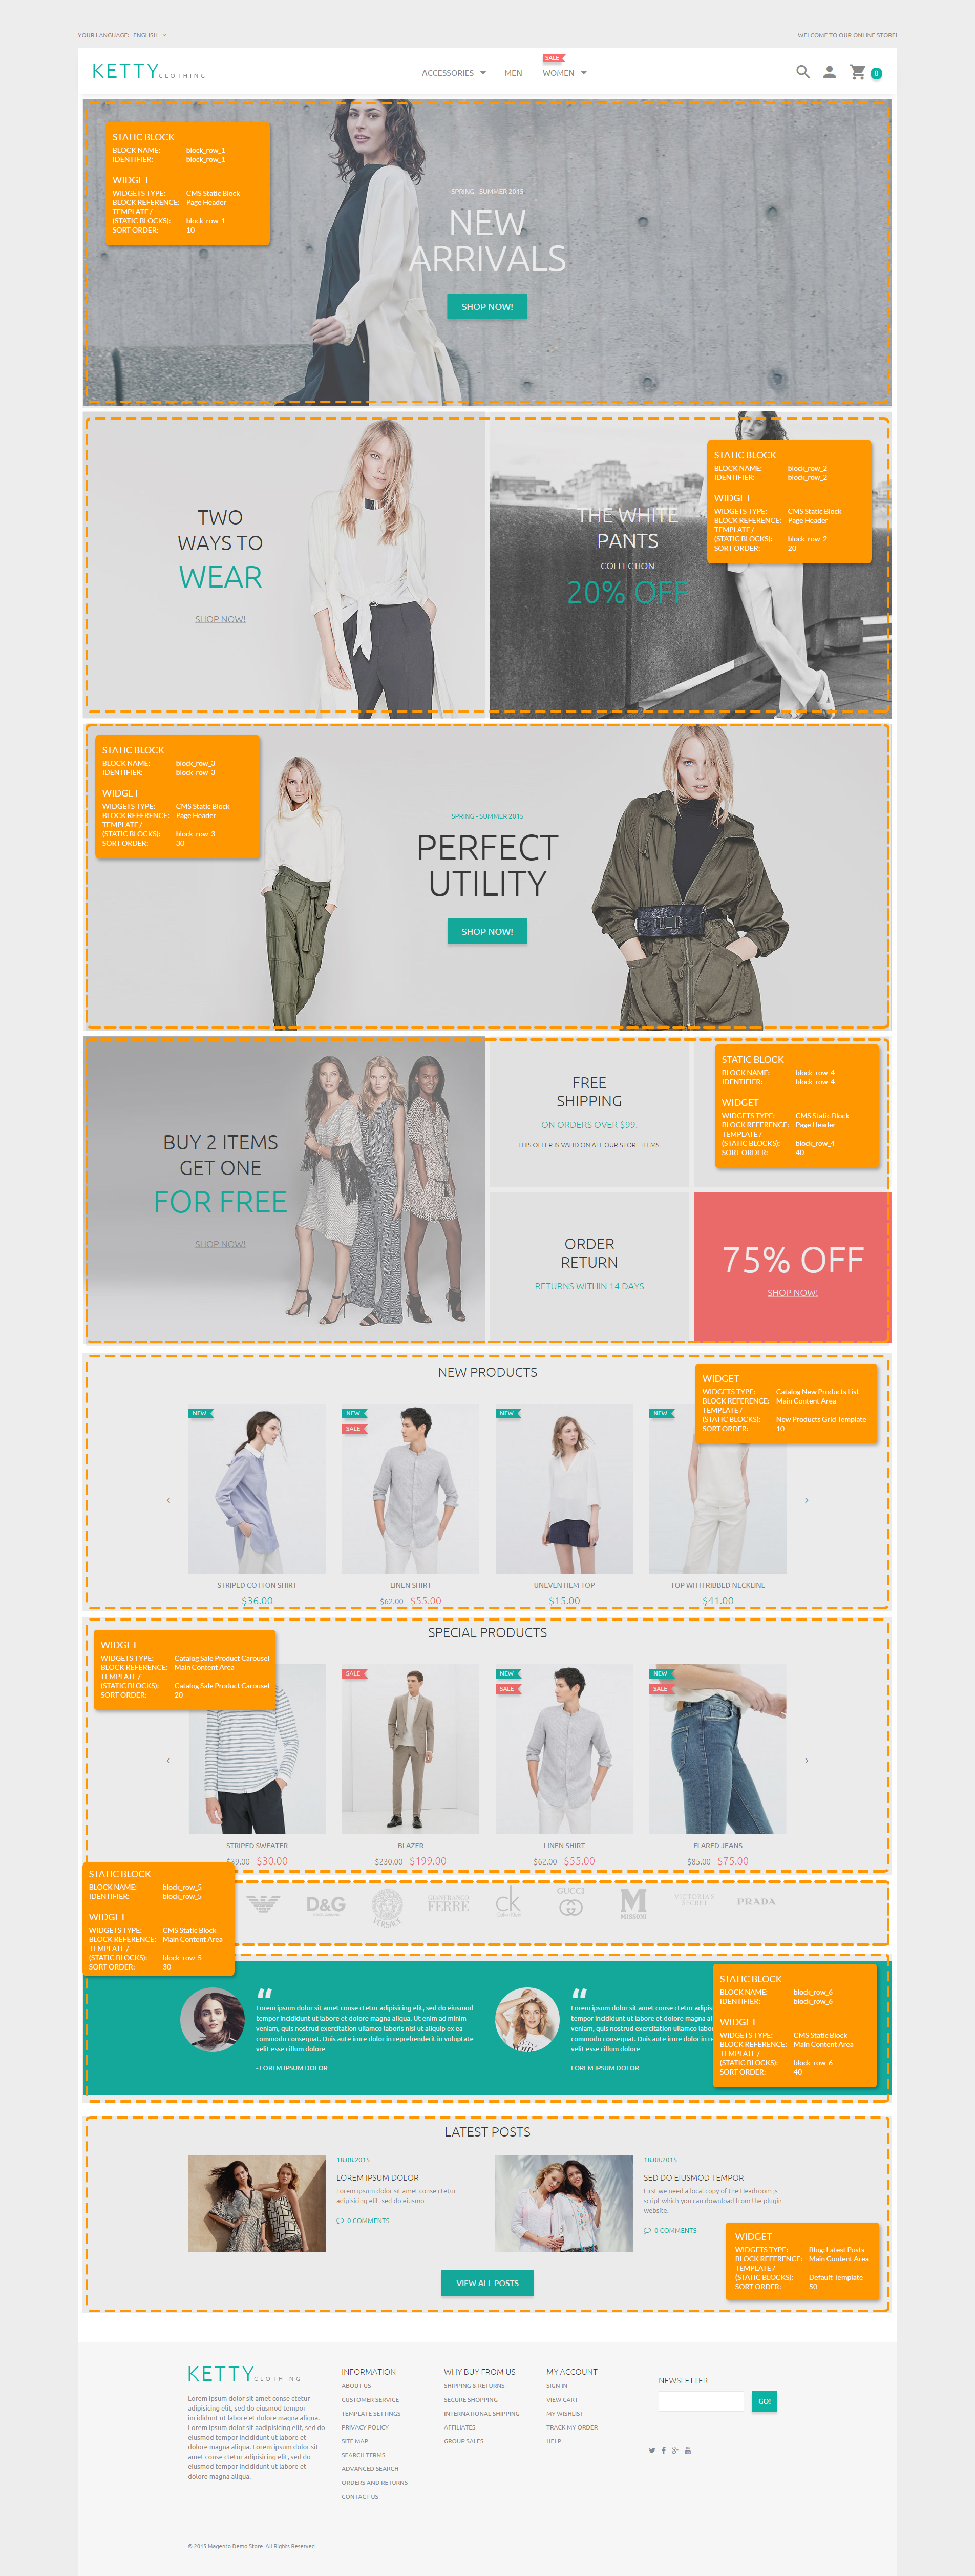 YOUR LANGUAGE: ENGLISH
WELCOME TO OUR ONLINE STORE!
KETTY CLOTHING
ACCESSORIES
MEN
SALE
WOMEN
0
STATIC BLOCK
BLOCK NAME: block_row_1
IDENTIFIER: block_row_1
WIDGET
WIDGETS TYPE: CMS Static Block
BLOCK REFERENCE: Page Header
TEMPLATE /
(STATIC BLOCKS): block_row_1
SORT ORDER: 10
SPRING - SUMMER 2015
NEW
ARRIVALS
SHOP NOW!
TWO
WAYS TO
WEAR
SHOP NOW!
THE WHITE
PANTS
COLLECTION
20% OFF
STATIC BLOCK
BLOCK NAME: block_row_2
IDENTIFIER: block_row_2
WIDGET
WIDGETS TYPE: CMS Static Block
BLOCK REFERENCE: Page Header
TEMPLATE /
(STATIC BLOCKS): block_row_2
SORT ORDER: 20
STATIC BLOCK
BLOCK NAME: block_row_3
IDENTIFIER: block_row_3
WIDGET
WIDGETS TYPE: CMS Static Block
BLOCK REFERENCE: Page Header
TEMPLATE /
(STATIC BLOCKS): block_row_3
SORT ORDER: 30
SPRING - SUMMER 2015
PERFECT
UTILITY
SHOP NOW!
BUY 2 ITEMS
GET ONE
FOR FREE
SHOP NOW!
FREE
SHIPPING
ON ORDERS OVER $99.
THIS OFFER IS VALID ON ALL OUR STORE ITEMS.
STATIC BLOCK
BLOCK NAME: block_row_4
IDENTIFIER: block_row_4
WIDGET
WIDGETS TYPE: CMS Static Block
BLOCK REFERENCE: Page Header
TEMPLATE /
(STATIC BLOCKS): block_row_4
SORT ORDER: 40
ORDER
RETURN
RETURNS WITHIN 14 DAYS
75% OFF
SHOP NOW!
NEW PRODUCTS
WIDGET
WIDGETS TYPE: Catalog New Products List
BLOCK REFERENCE: Main Content Area
TEMPLATE /
(STATIC BLOCKS): New Products Grid Template
SORT ORDER: 10
NEW
NEW
SALE
NEW
NEW
STRIPED COTTON SHIRT
$36.00
LINEN SHIRT
$62.00 $55.00
UNEVEN HEM TOP
$15.00
TOP WITH RIBBED NECKLINE
$41.00
SPECIAL PRODUCTS
WIDGET
WIDGETS TYPE: Catalog Sale Product Carousel
BLOCK REFERENCE: Main Content Area
TEMPLATE /
(STATIC BLOCKS): Catalog Sale Product Carousel
SORT ORDER: 20
SALE
NEW
SALE
NEW
SALE
STRIPED SWEATER
$39.00 $30.00
BLAZER
$230.00 $199.00
LINEN SHIRT
$62.00 $55.00
FLARED JEANS
$85.00 $75.00
STATIC BLOCK
BLOCK NAME: block_row_5
IDENTIFIER: block_row_5
WIDGET
WIDGETS TYPE: CMS Static Block
BLOCK REFERENCE: Main Content Area
TEMPLATE /
(STATIC BLOCKS): block_row_5
SORT ORDER: 30
D&G
VERSACE
GIANFRANCO
FERRE
ck
Calvin Klein
GUCCI
M
MISSONI
VICTORIA'S
SECRET
PRADA
“
Lorem ipsum dolor sit amet conse ctetur adipisicing elit, sed do eiusmod
tempor incididunt ut labore et dolore magna aliqua. Ut enim ad minim
veniam, quis nostrud exercitation ullamco laboris nisi ut aliquip ex ea
commodo consequat. Duis aute irure dolor in reprehenderit in voluptate
velit esse cillum dolore
- LOREM IPSUM DOLOR
“
Lorem ipsum dolor sit amet conse ctetur adipis
tempor incididunt ut labore et dolore magna al
veniam, quis nostrud exercitation ullamco labor
commodo consequat. Duis aute irure dolor in re
velit esse cillum dolore
LOREM IPSUM DOLOR
STATIC BLOCK
BLOCK NAME: block_row_6
IDENTIFIER: block_row_6
WIDGET
WIDGETS TYPE: CMS Static Block
BLOCK REFERENCE: Main Content Area
TEMPLATE /
(STATIC BLOCKS): block_row_6
SORT ORDER: 40
LATEST POSTS
18.08.2015
LOREM IPSUM DOLOR
Lorem ipsum dolor sit amet conse ctetur
adipisicing elit, sed do eiusmo.
0 COMMENTS
18.08.2015
SED DO EIUSMOD TEMPOR
First we need a local copy of the Headroom.js
script which you can download from the plugin
website.
0 COMMENTS
WIDGET
WIDGETS TYPE: Blog: Latest Posts
BLOCK REFERENCE: Main Content Area
TEMPLATE /
(STATIC BLOCKS): Default Template
SORT ORDER: 50
VIEW ALL POSTS
KETTY CLOTHING
Lorem ipsum dolor sit amet conse ctetur
adipisicing elit, sed do eiusmod tempor
incididunt ut labore et dolore magna aliqua.
Lorem ipsum dolor sit aadipisicing elit, sed do
eiusmod tempor incididunt ut labore et
dolore magna aliqua. Lorem ipsum dolor sit
amet conse ctetur adipisicing elit, sed do
eiusmod tempor incididunt ut labore et
dolore magna aliqua.
INFORMATION
ABOUT US
CUSTOMER SERVICE
TEMPLATE SETTINGS
PRIVACY POLICY
SITE MAP
SEARCH TERMS
ADVANCED SEARCH
ORDERS AND RETURNS
CONTACT US
WHY BUY FROM US
SHIPPING & RETURNS
SECURE SHOPPING
INTERNATIONAL SHIPPING
AFFILIATES
GROUP SALES
MY ACCOUNT
SIGN IN
VIEW CART
MY WISHLIST
TRACK MY ORDER
HELP
NEWSLETTER
GO!
© 2015 Magento Demo Store. All Rights Reserved.